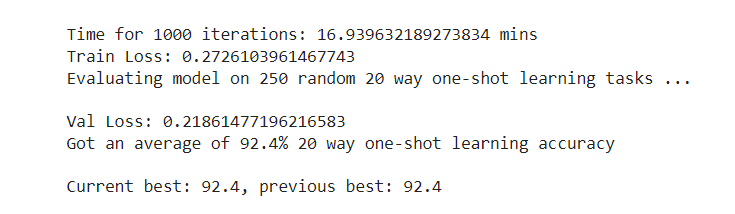 Time for 1000 iterations: 16.939632189273834 mins
Train Loss: 0.2726103961467743
Evaluating model on 250 random 20 way one-shot learning tasks ...
Val Loss: 0.21861477196216583
Got an average of 92.4% 20 way one-shot learning accuracy
Current best: 92.4, previous best: 92.4